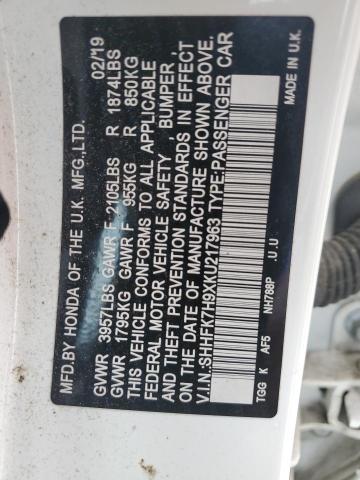 MFD.BY HONDA OF THE U.K. MFG.,LTD. 02/19
GVWR 3957LBS GAWR F 2105LBS R 1874LBS
GVWR 1795KG GAWR F 955KG R 850KG
THIS VEHICLE CONFORMS TO ALL APPLICABLE
FEDERAL MOTOR VEHICLE SAFETY, BUMPER,
AND THEFT PREVENTION STANDARDS IN EFFECT
ON THE DATE OF MANUFACTURE SHOWN ABOVE.
V.I.N.:SHHFK7H9XKU217963 TYPE:PASSENGER CAR
TGG K AF5 NH788P .U .U MADE IN U.K.